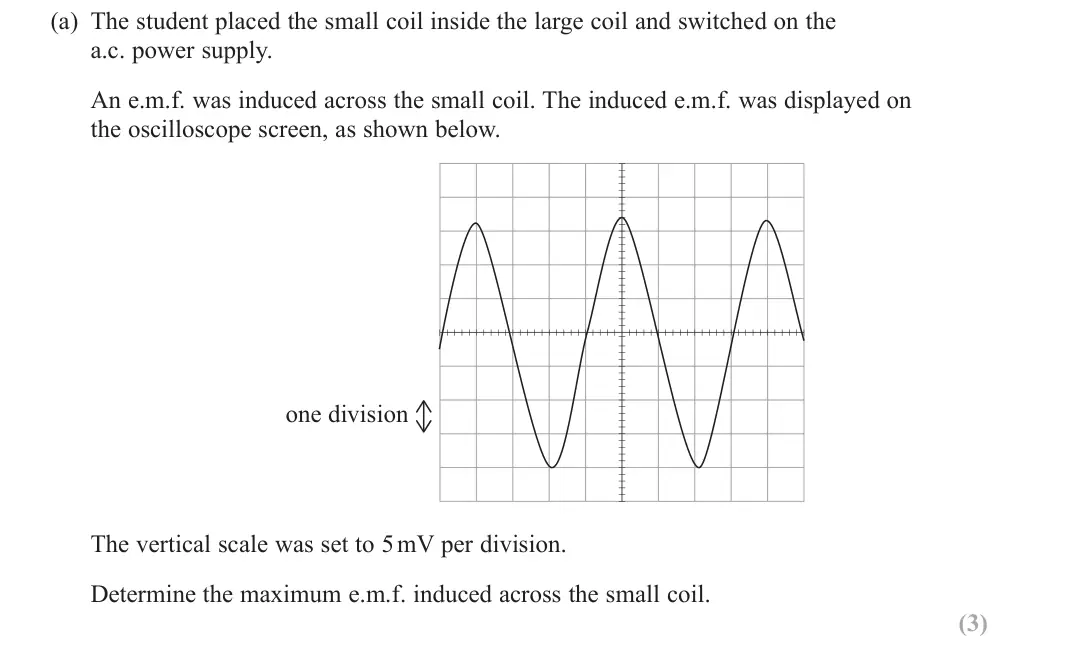 (a) The student placed the small coil inside the large coil and switched on the
a.c. power supply.
An e.m.f. was induced across the small coil. The induced e.m.f. was displayed on
the oscilloscope screen, as shown below.
one division
The vertical scale was set to 5 mV per division.
Determine the maximum e.m.f. induced across the small coil.
(3)